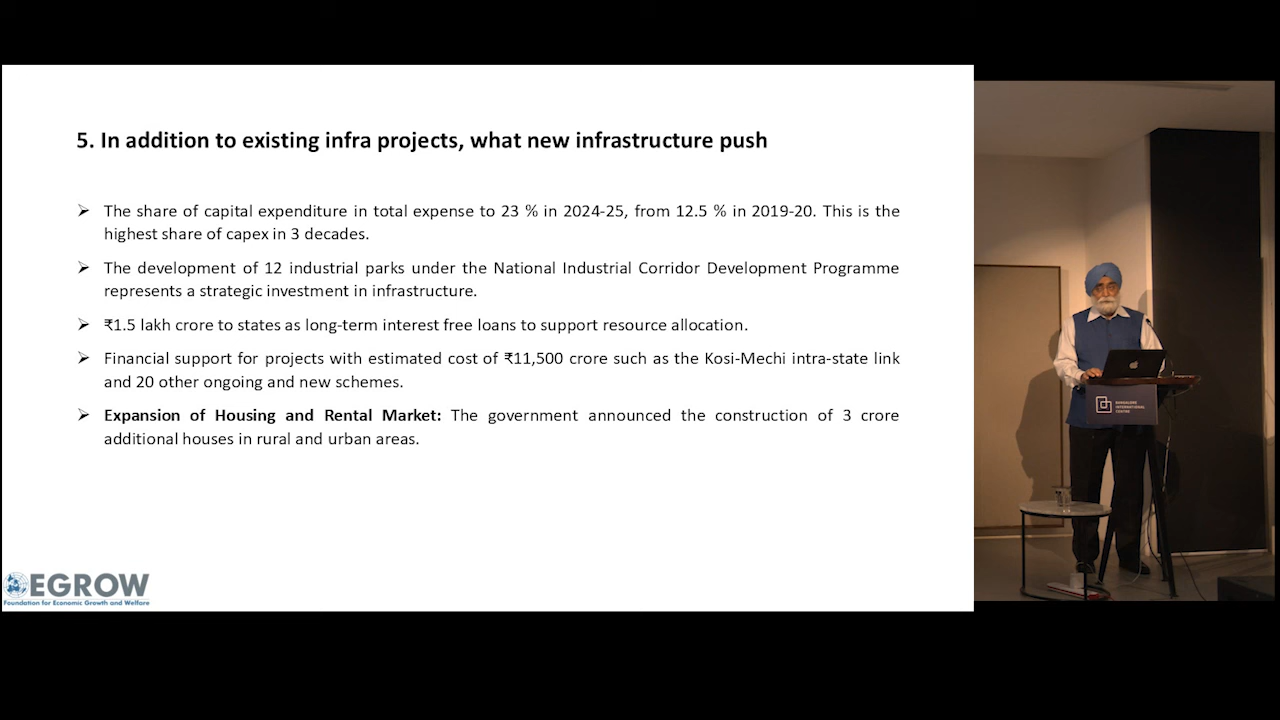 5. In addition to existing infra projects, what new infrastructure push
➢ The share of capital expenditure in total expense to 23 % in 2024-25, from 12.5 % in 2019-20. This is the
highest share of capex in 3 decades.
➢ The development of 12 industrial parks under the National Industrial Corridor Development Programme
represents a strategic investment in infrastructure.
➢ ₹1.5 lakh crore to states as long-term interest free loans to support resource allocation.
➢ Financial support for projects with estimated cost of ₹11,500 crore such as the Kosi-Mechi intra-state link
and 20 other ongoing and new schemes.
➢ Expansion of Housing and Rental Market: The government announced the construction of 3 crore
additional houses in rural and urban areas.
EGROW
Foundation for Economic Growth and Welfare
BANGALORE
INTERNATIONAL
CENTRE